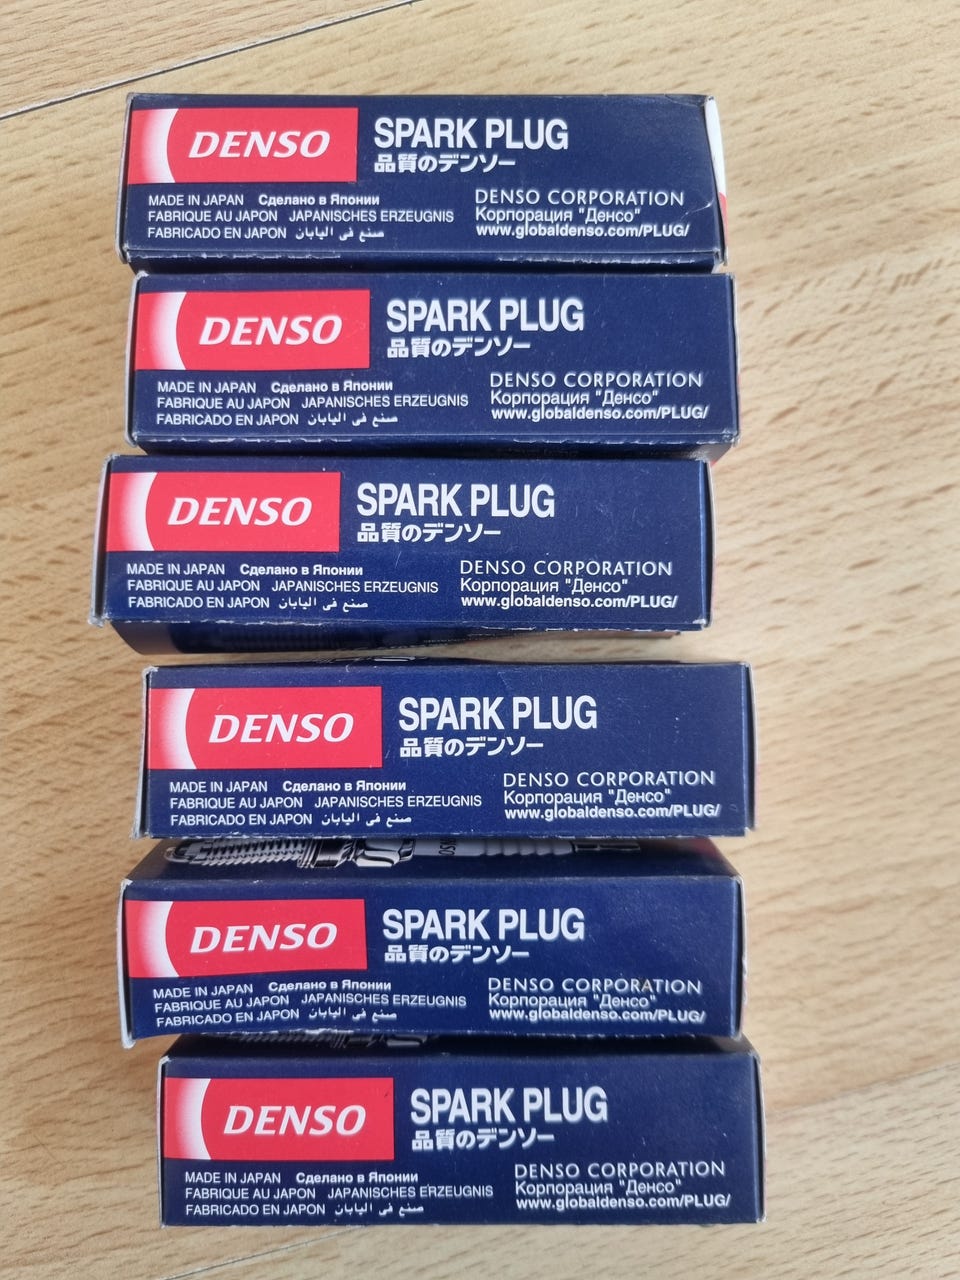 DENSO
SPARK PLUG
品質のデンソー
MADE IN JAPAN Сделано в Японии
FABRIQUE AU JAPON JAPANISCHES ERZEUGNIS
FABRICADO EN JAPON صنع فى اليابان
DENSO CORPORATION
Корпорация "Денсо"
www.globaldenso.com/PLUG/
DENSO
SPARK PLUG
品質のデンソー
MADE IN JAPAN Сделано в Японии
FABRIQUE AU JAPON JAPANISCHES ERZEUGNIS
FABRICADO EN JAPON صنع فى اليابان
DENSO CORPORATION
Корпорация "Денсо"
www.globaldenso.com/PLUG/
DENSO
SPARK PLUG
品質のデンソー
MADE IN JAPAN Сделано в Японии
FABRIQUE AU JAPON JAPANISCHES ERZEUGNIS
FABRICADO EN JAPON صنع فى اليابان
DENSO CORPORATION
Корпорация "Денсо"
www.globaldenso.com/PLUG/
DENSO
SPARK PLUG
品質のデンソー
MADE IN JAPAN Сделано в Японии
FABRIQUE AU JAPON JAPANISCHES ERZEUGNIS
FABRICADO EN JAPON صنع فى اليابان
DENSO CORPORATION
Корпорация "Денсо"
www.globaldenso.com/PLUG/
DENSO
SPARK PLUG
品質のデンソー
MADE IN JAPAN Сделано в Японии
FABRIQUE AU JAPON JAPANISCHES ERZEUGNIS
FABRICADO EN JAPON صنع فى اليابان
DENSO CORPORATION
Корпорация "Денсо"
www.globaldenso.com/PLUG/
DENSO
SPARK PLUG
品質のデンソー
MADE IN JAPAN Сделано в Японии
FABRIQUE AU JAPON JAPANISCHES ERZEUGNIS
FABRICADO EN JAPON صنع فى اليابان
DENSO CORPORATION
Корпорация "Денсо"
www.globaldenso.com/PLUG/